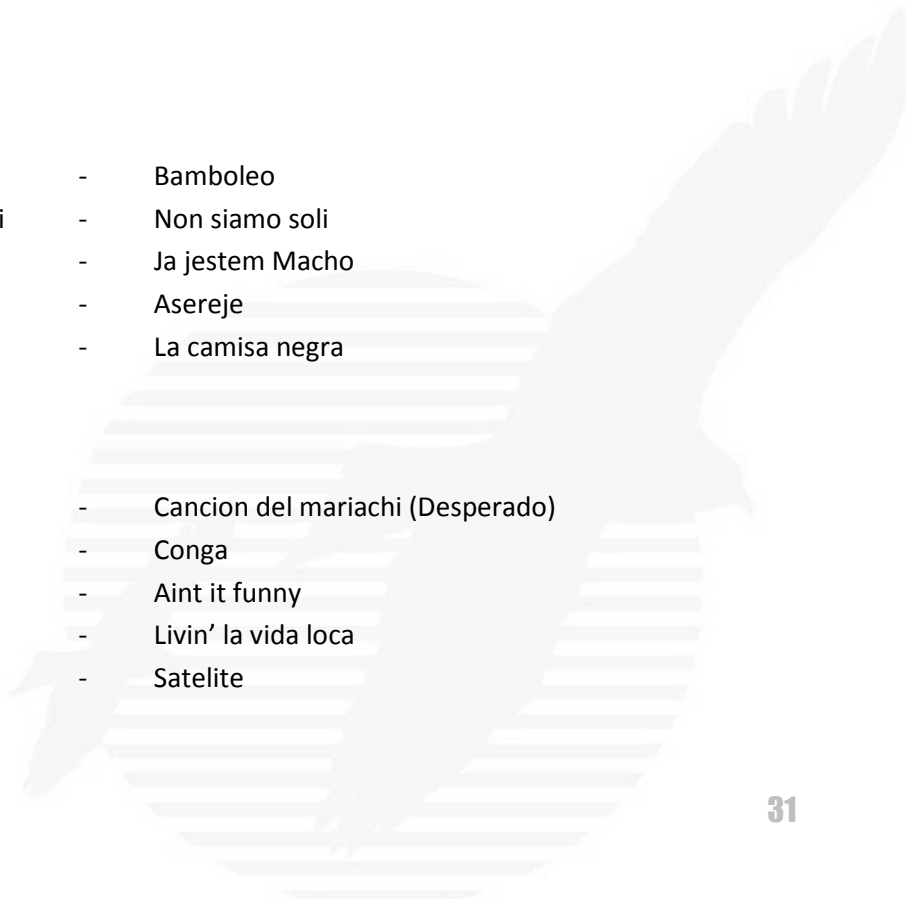 - Bamboleo
i - Non siamo soli
- Ja jestem Macho
- Asereje
- La camisa negra
- Cancion del mariachi (Desperado)
- Conga
- Aint it funny
- Livin’ la vida loca
- Satelite
31